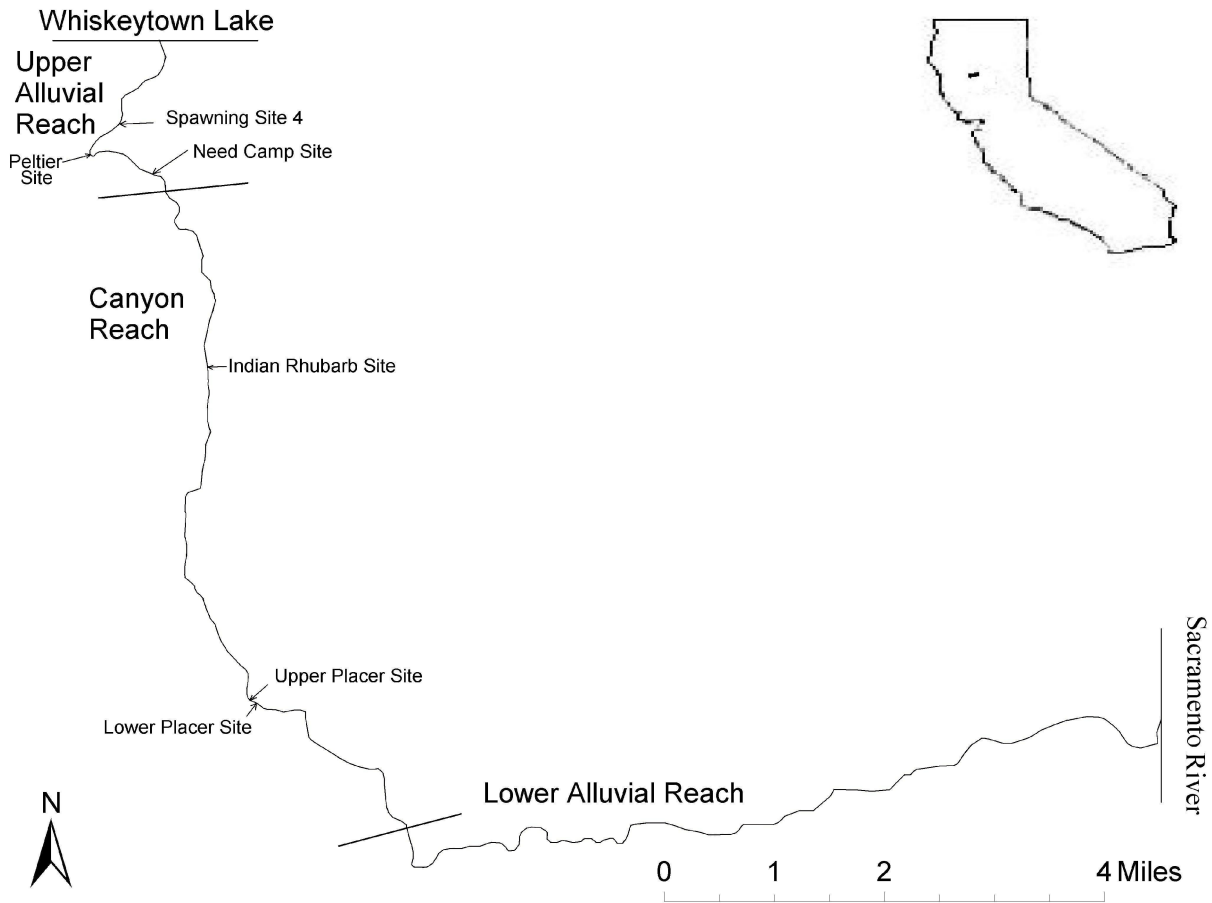 Whiskeytown Lake
Upper
Alluvial
Reach
Spawning Site 4
Need Camp Site
Peltier
Site
Canyon
Reach
Indian Rhubarb Site
Upper Placer Site
Lower Placer Site
Sacramento River
Lower Alluvial Reach
N
0 1 2 4 Miles